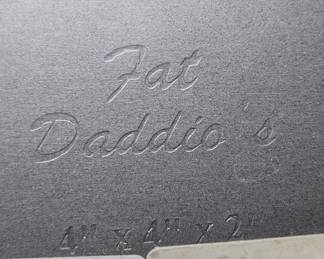 Fat
Daddio's
4" x 4" x 2"